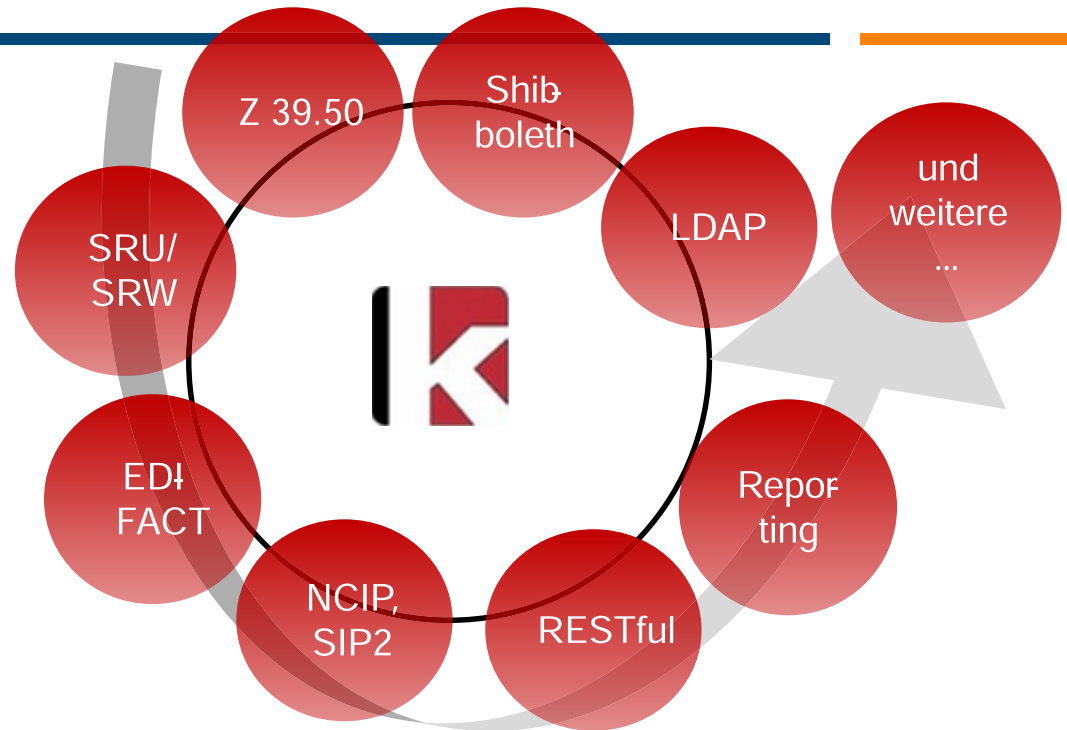 Z 39.50
Shib-
boleth
LDAP
und
weitere
...
SRU/
SRW
EDI-
FACT
NCIP,
SIP2
RESTful
Repor-
ting